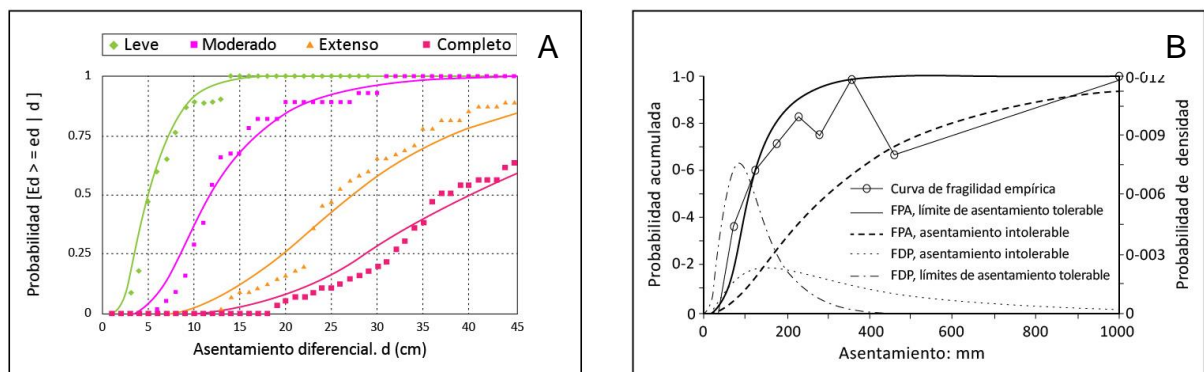 A
Leve Moderado Extenso Completo
Probabilidad [Ed > = ed | d ]
1
0.75
0.5
0.25
0
0 5 10 15 20 25 30 35 40 45
Asentamiento diferencial. d (cm)
B
Probabilidad acumulada
1-0
0-8
0-6
0-4
0-2
0
0 200 400 600 800 1000
Asentamiento: mm
Curva de fragilidad empírica
FPA, límite de asentamiento tolerable
FPA, asentamiento intolerable
FDP, asentamiento intolerable
FDP, límites de asentamiento tolerable
0-012
0-009
0-006
0-003
0
Probabilidad de densidad